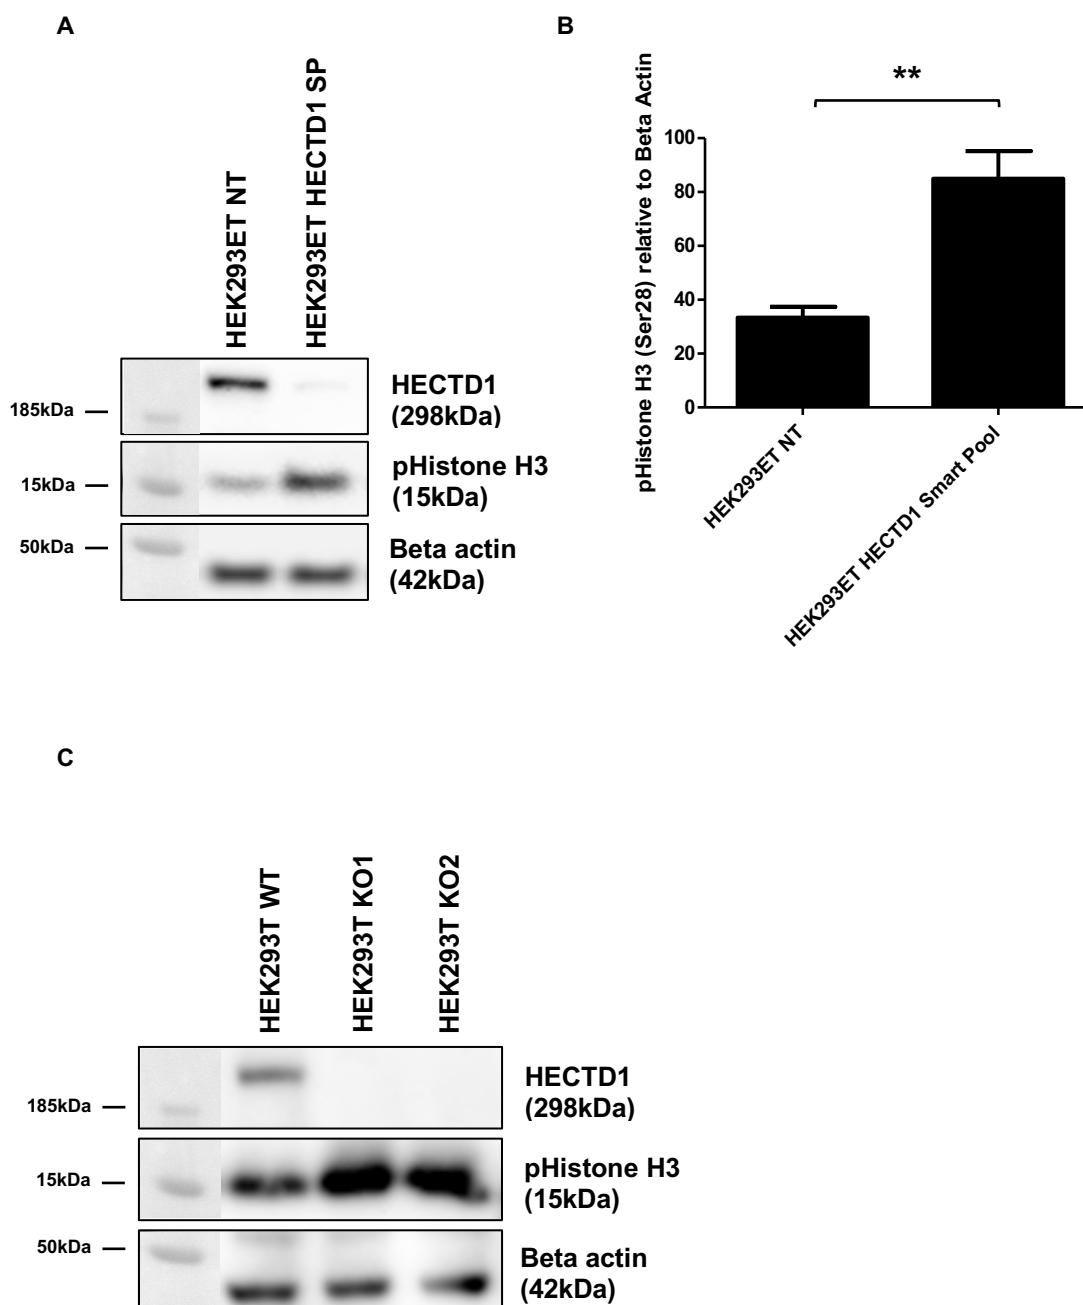 A
HEK293ET NT
HEK293ET HECTD1 SP
185kDa
HECTD1
(298kDa)
15kDa
pHistone H3
(15kDa)
50kDa
Beta actin
(42kDa)
B
**
pHistone H3 (Ser28) relative to Beta Actin
100
80
60
40
20
0
HEK293ET NT
HEK293ET HECTD1 Smart Pool
C
HEK293T WT
HEK293T KO1
HEK293T KO2
185kDa
HECTD1
(298kDa)
15kDa
pHistone H3
(15kDa)
50kDa
Beta actin
(42kDa)